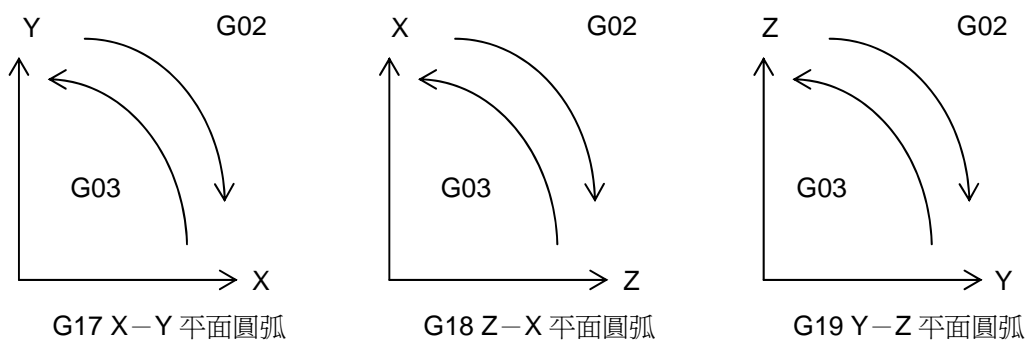 Y G02
G03
X
G17 X－Y 平面圓弧
X G02
G03
Z
G18 Z－X 平面圓弧
Z G02
G03
Y
G19 Y－Z 平面圓弧